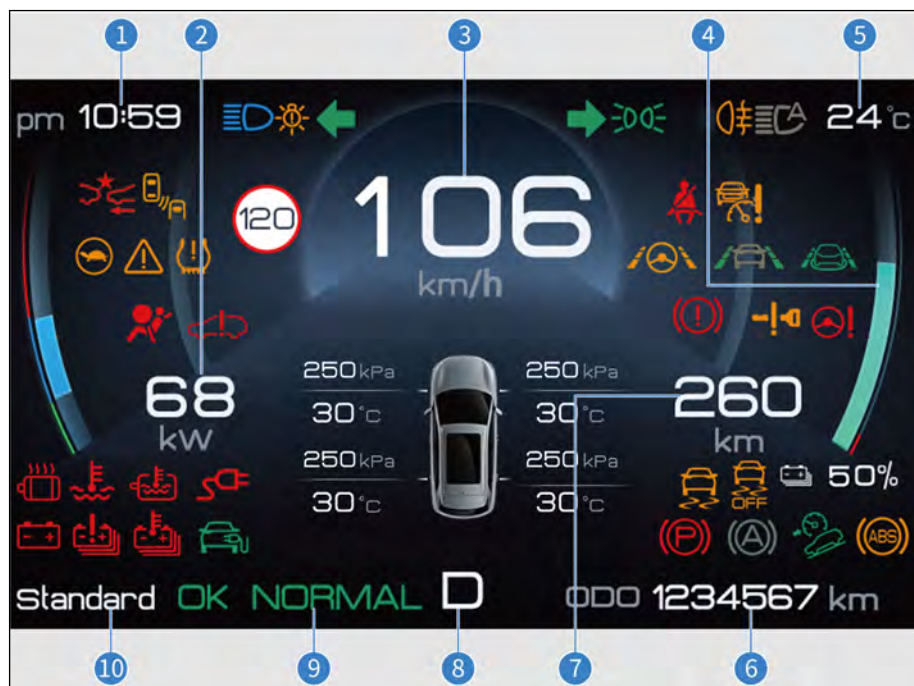 1 2 3 4 5
pm 10:59 A 24°c
120 106
km/h
250 kPa 250 kPa
68 30°c 30°c 260
kW km
250 kPa 250 kPa
30°c 30°c 50%
OFF
P A ABS
Standard OK NORMAL D ODO 1234567 km
10 9 8 7 6